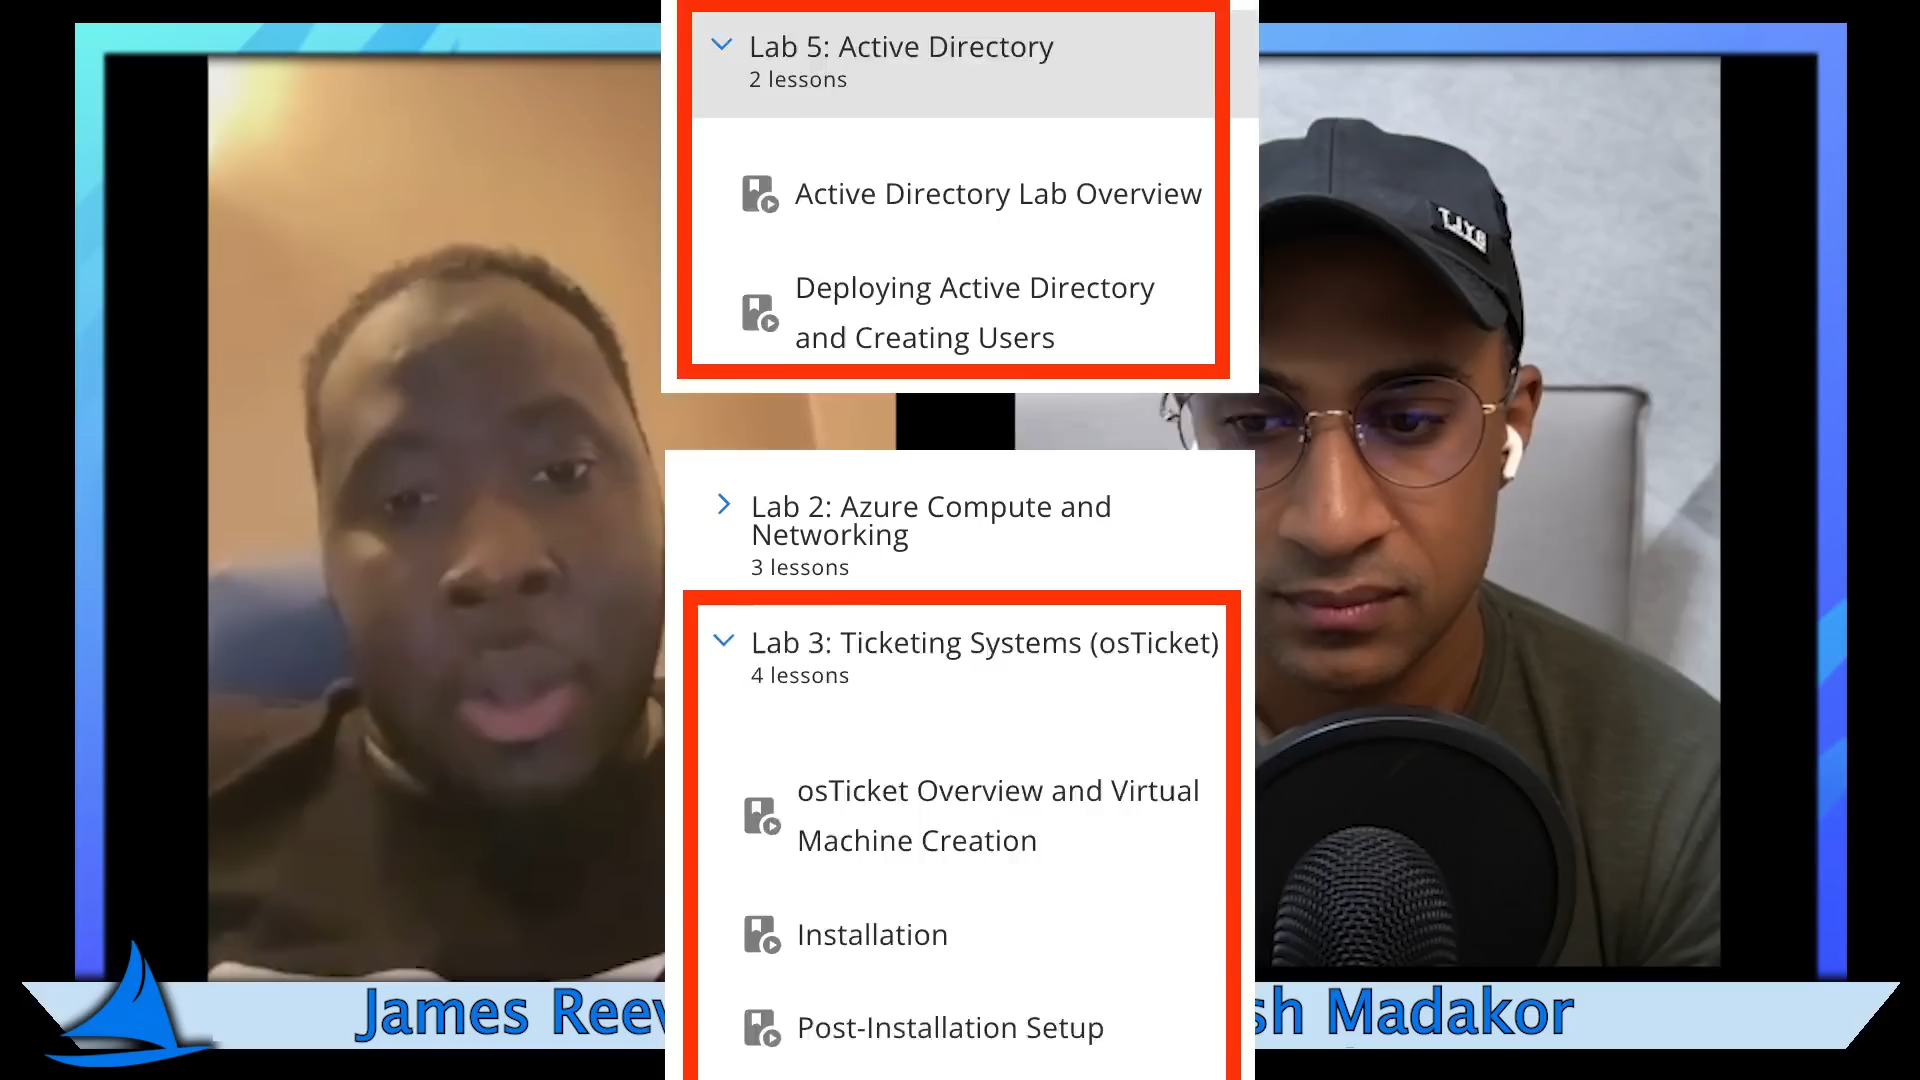 Lab 5: Active Directory
2 lessons
Active Directory Lab Overview
Deploying Active Directory
and Creating Users
Lab 2: Azure Compute and
Networking
3 lessons
Lab 3: Ticketing Systems (osTicket)
4 lessons
osTicket Overview and Virtual
Machine Creation
Installation
Post-Installation Setup
James
Madakor